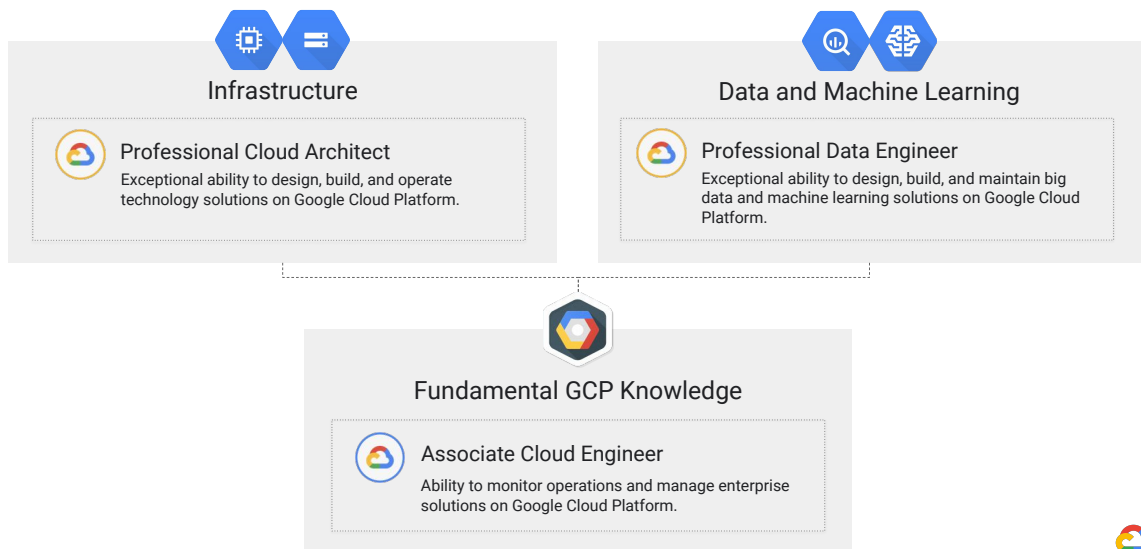 Infrastructure
Professional Cloud Architect
Exceptional ability to design, build, and operate
technology solutions on Google Cloud Platform.
Data and Machine Learning
Professional Data Engineer
Exceptional ability to design, build, and maintain big
data and machine learning solutions on Google Cloud
Platform.
Fundamental GCP Knowledge
Associate Cloud Engineer
Ability to monitor operations and manage enterprise
solutions on Google Cloud Platform.